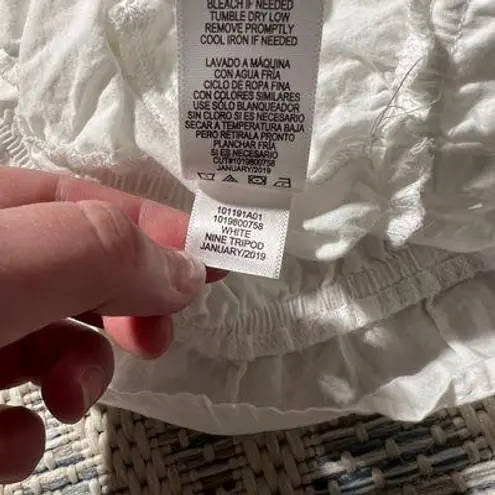 BLEACH IF NEEDED
TUMBLE DRY LOW
REMOVE PROMPTLY
COOL IRON IF NEEDED
LAVADO A MÁQUINA
CON AGUA FRÍA
CICLO DE ROPA FINA
CON COLORES SIMILARES
USE SÓLO BLANQUEADOR
SIN CLORO SI ES NECESARIO
SECAR A TEMPERATURA BAJA
PERO RETIRALA PRONTO
PLANCHAR FRÍA
SI ES NECESARIO
CUT#1019800758
JANUARY/2019
101191A01
1019800758
WHITE
NINE TRIPOD
JANUARY/2019